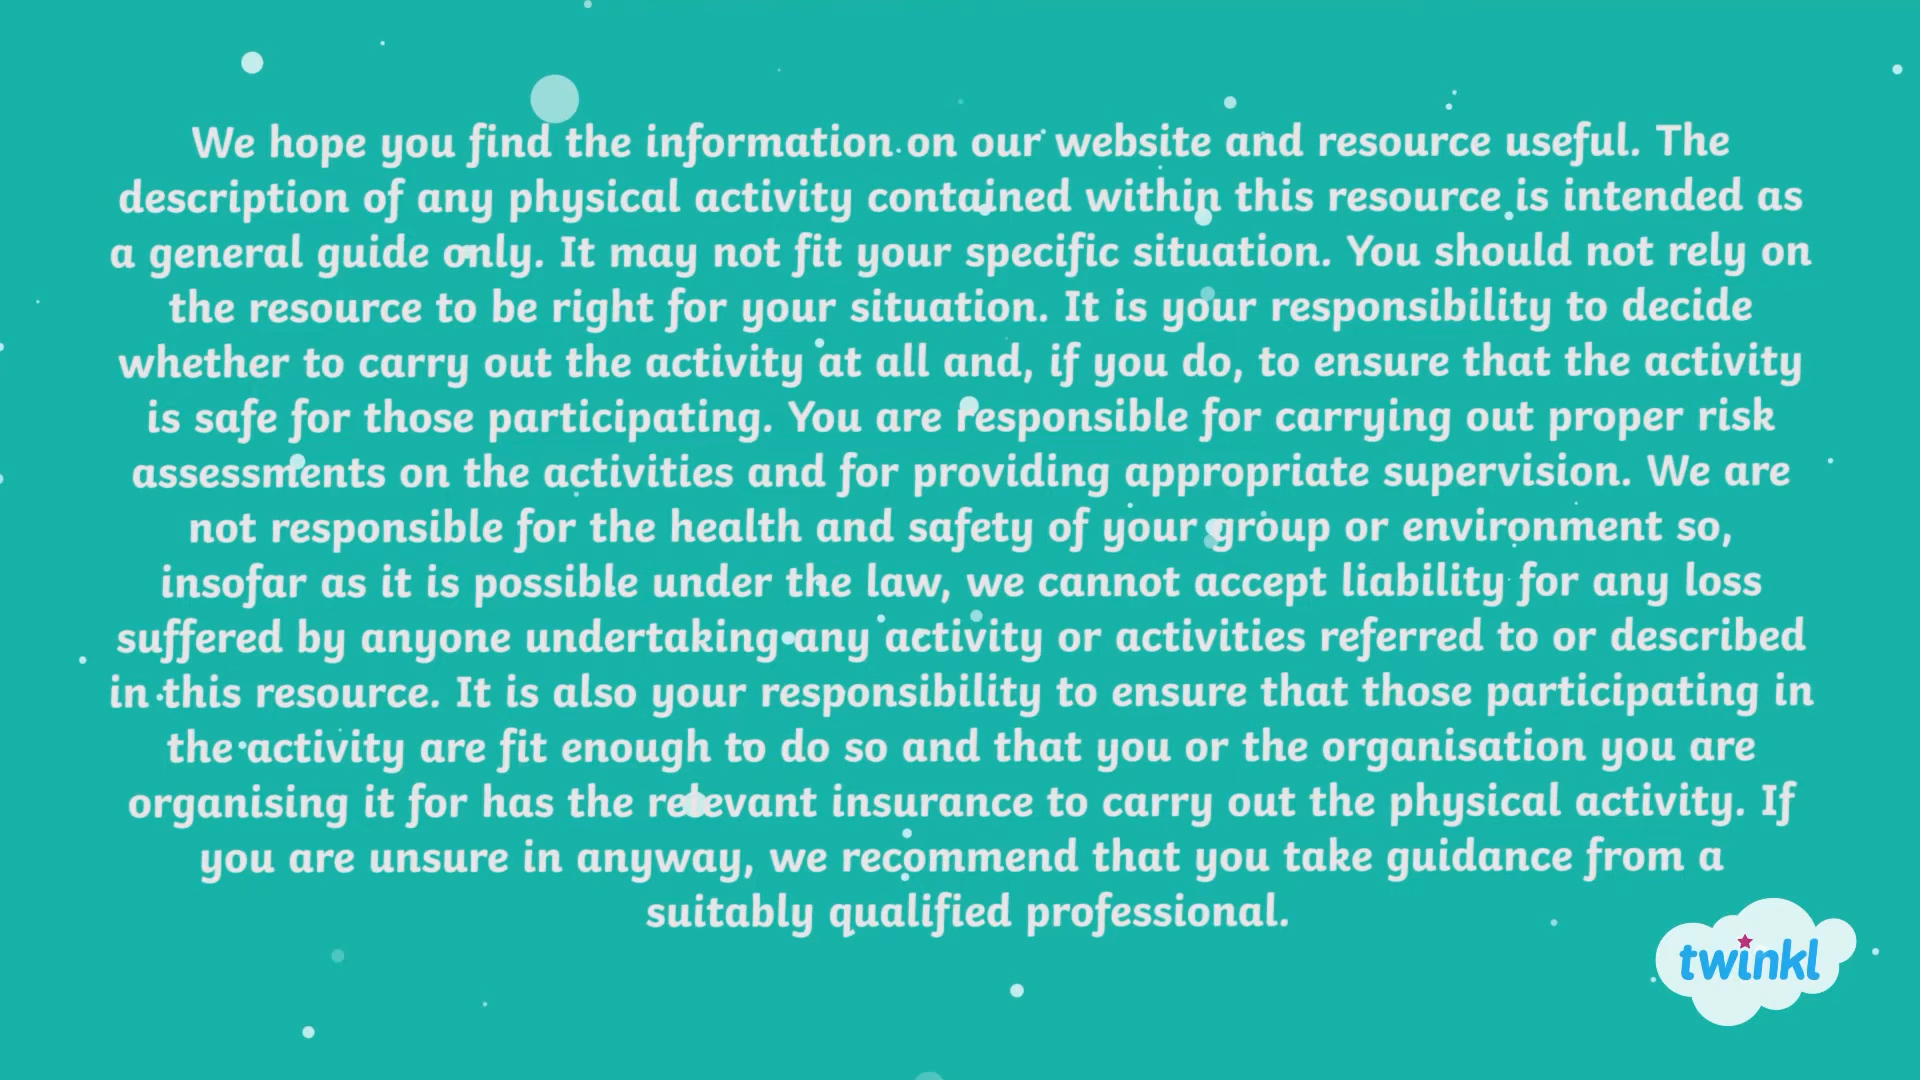 We hope you find the information on our website and resource useful. The
description of any physical activity contained within this resource is intended as
a general guide only. It may not fit your specific situation. You should not rely on
the resource to be right for your situation. It is your responsibility to decide
whether to carry out the activity at all and, if you do, to ensure that the activity
is safe for those participating. You are responsible for carrying out proper risk
assessments on the activities and for providing appropriate supervision. We are
not responsible for the health and safety of your group or environment so,
insofar as it is possible under the law, we cannot accept liability for any loss
suffered by anyone undertaking any activity or activities referred to or described
in this resource. It is also your responsibility to ensure that those participating in
the activity are fit enough to do so and that you or the organisation you are
organising it for has the relevant insurance to carry out the physical activity. If
you are unsure in anyway, we recommend that you take guidance from a
suitably qualified professional.
twinkl